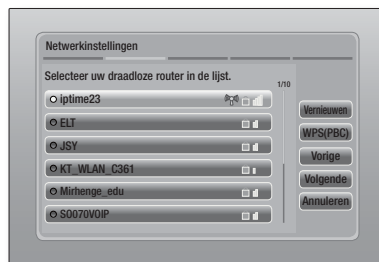 Netwerkinstellingen
Selecteer uw draadloze router in de lijst.
1/10
iptime23
ELT
JSY
KT_WLAN_C361
Mirhenge_edu
SO070VOIP
Vernieuwen
WPS(PBC)
Vorige
Volgende
Annuleren